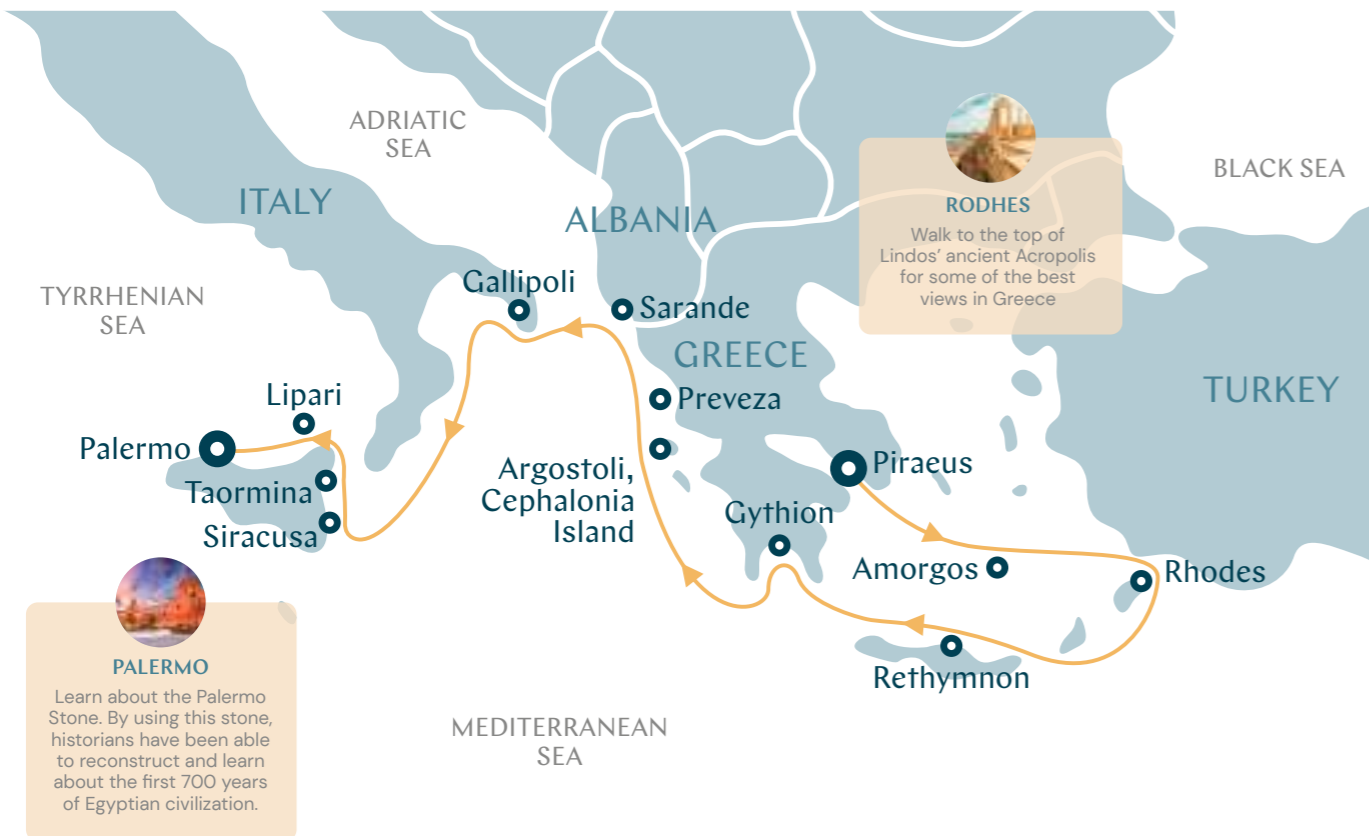 ADRIATIC
SEA
BLACK SEA
ITALY
ALBANIA
RODHES
Walk to the top of
Lindos’ ancient Acropolis
for some of the best
views in Greece
TYRRHENIAN
SEA
Gallipoli
Sarande
GREECE
TURKEY
Preveza
Lipari
Palermo
Argostoli,
Cephalonia
Island
Piraeus
Taormina
Siracusa
Gythion
Amorgos
Rhodes
Rethymnon
PALERMO
Learn about the Palermo
Stone. By using this stone,
historians have been able
to reconstruct and learn
about the first 700 years
of Egyptian civilization.
MEDITERRANEAN
SEA